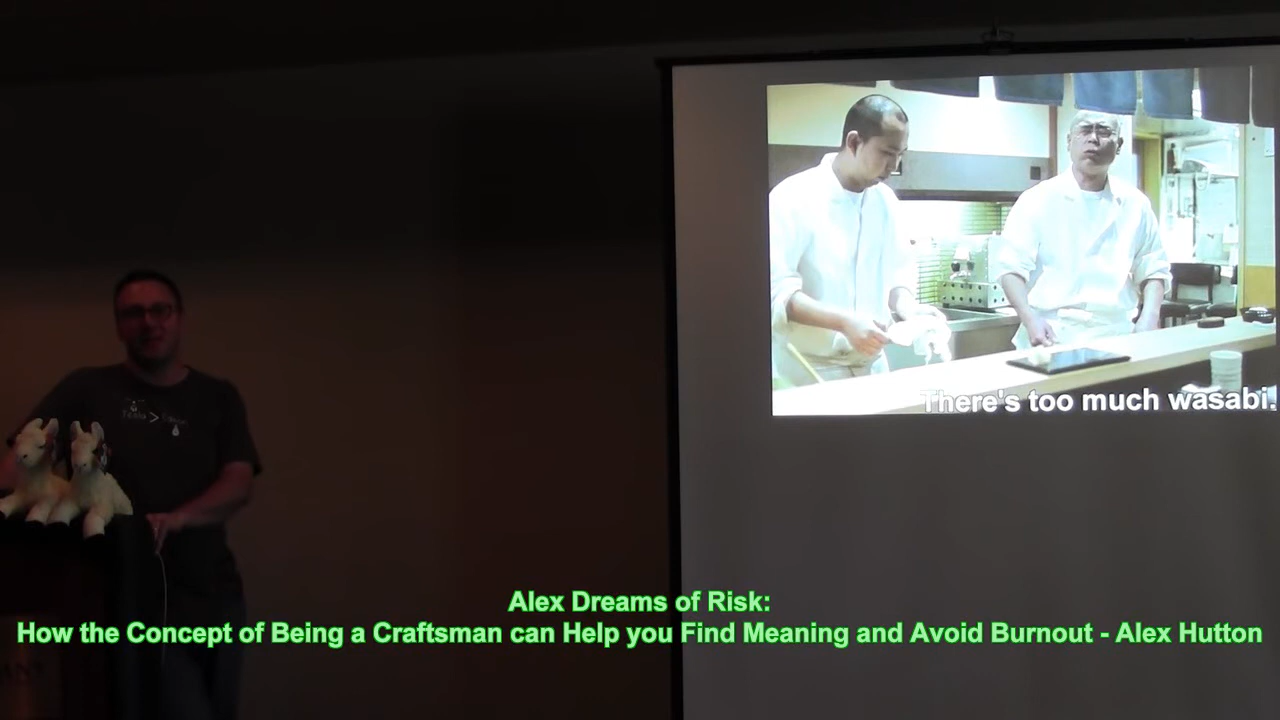 There's too much wasabi.
Alex Dreams of Risk:
How the Concept of Being a Craftsman can Help you Find Meaning and Avoid Burnout - Alex Hutton